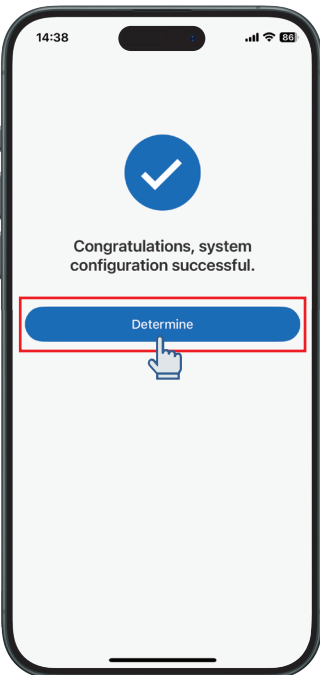 14:38
86
Congratulations, system
configuration successful.
Determine